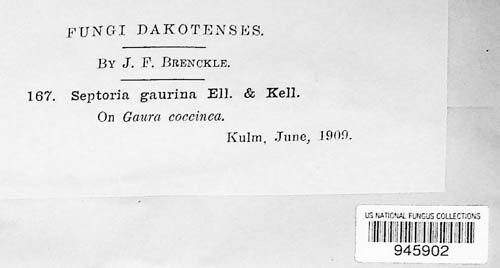 FUNGI DAKOTENSES.
BY J. F. BRENCKLE.
167. Septoria gaurina Ell. & Kell.
On Gaura coccinea.
Kulm, June, 1909.
US NATIONAL FUNGUS COLLECTIONS
945902